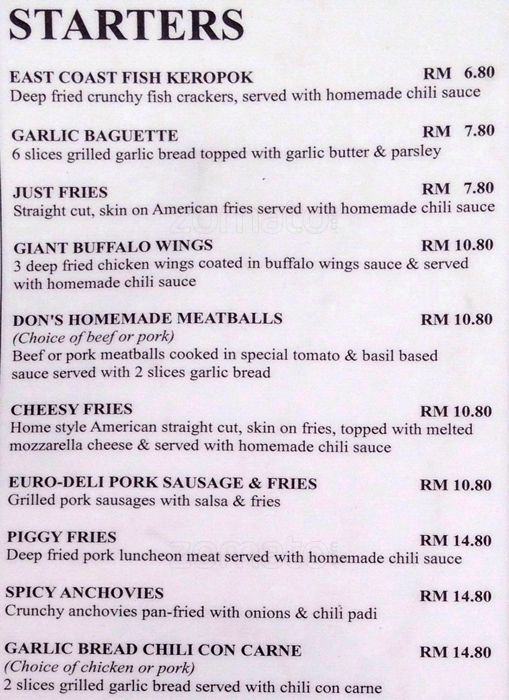 STARTERS
EAST COAST FISH KEROPOK RM 6.80
Deep fried crunchy fish crackers, served with homemade chili sauce
GARLIC BAGUETTE RM 7.80
6 slices grilled garlic bread topped with garlic butter & parsley
JUST FRIES RM 7.80
Straight cut, skin on American fries served with homemade chili sauce
zomato
GIANT BUFFALO WINGS RM 10.80
3 deep fried chicken wings coated in buffalo wings sauce & served
with homemade chili sauce
DON'S HOMEMADE MEATBALLS RM 10.80
(Choice of beef or pork)
Beef or pork meatballs cooked in special tomato & basil based
sauce served with 2 slices garlic bread
CHEESY FRIES RM 10.80
Home style American straight cut, skin on fries, topped with melted
mozzarella cheese & served with homemade chili sauce
EURO-DELI PORK SAUSAGE & FRIES RM 10.80
Grilled pork sausages with salsa & fries
PIGGY FRIES RM 14.80
zomato
Deep fried pork luncheon meat served with homemade chili sauce
SPICY ANCHOVIES RM 14.80
Crunchy anchovies pan-fried with onions & chili padi
GARLIC BREAD CHILI CON CARNE RM 14.80
(Choice of chicken or pork)
2 slices grilled garlic bread served with chili con carne